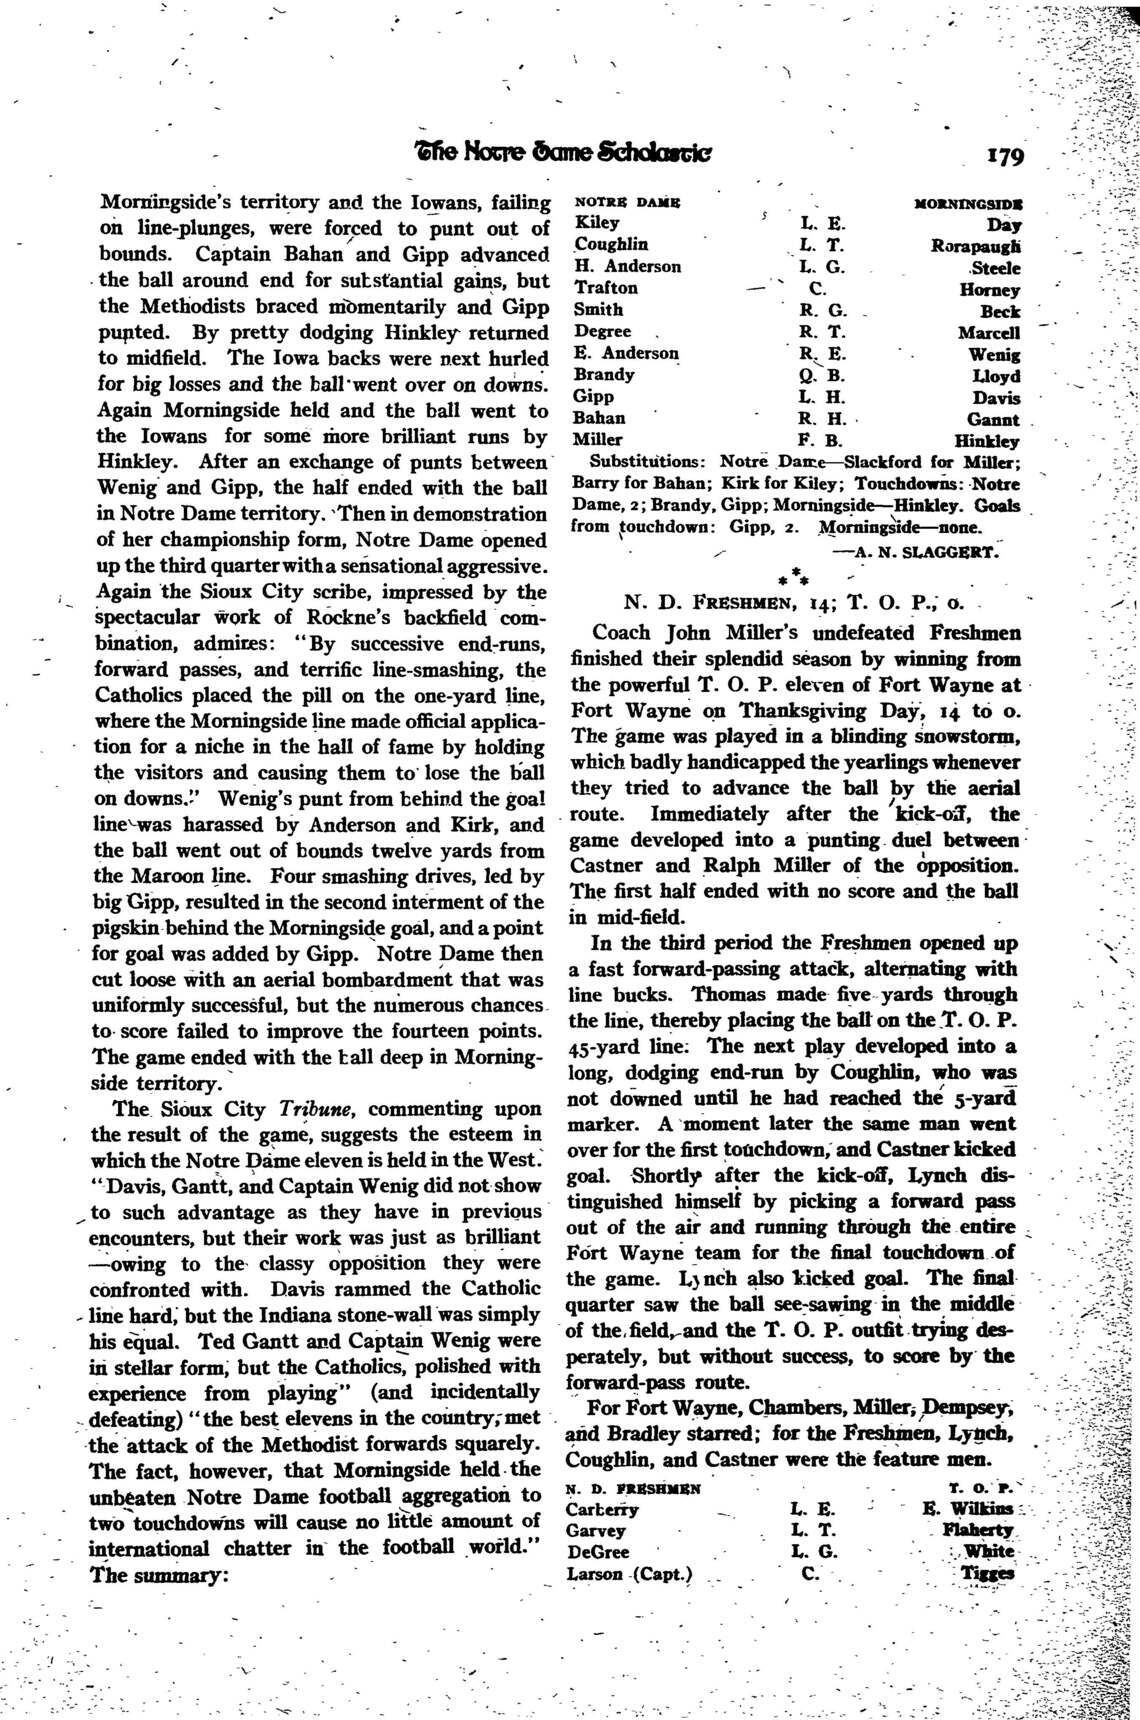 The Notre Dame Scholastic
179
Morningside's territory and the Iowans, failing
on line-plunges, were forced to punt out of
bounds. Captain Bahan and Gipp advanced
the ball around end for substantial gains, but
the Methodists braced momentarily and Gipp
punted. By pretty dodging Hinkley returned
to midfield. The Iowa backs were next hurled
for big losses and the ball went over on downs.
Again Morningside held and the ball went to
the Iowans for some more brilliant runs by
Hinkley. After an exchange of punts between
Wenig and Gipp, the half ended with the ball
in Notre Dame territory. Then in demonstration
of her championship form, Notre Dame opened
up the third quarter with a sensational aggressive.
Again the Sioux City scribe, impressed by the
spectacular work of Rockne's backfield com-
bination, admires: "By successive end-runs,
forward passes, and terrific line-smashing, the
Catholics placed the pill on the one-yard line,
where the Morningside line made official applica-
tion for a niche in the hall of fame by holding
the visitors and causing them to lose the ball
on downs." Wenig's punt from behind the goal
line was harassed by Anderson and Kirk, and
the ball went out of bounds twelve yards from
the Maroon line. Four smashing drives, led by
big Gipp, resulted in the second interment of the
pigskin behind the Morningside goal, and a point
for goal was added by Gipp. Notre Dame then
cut loose with an aerial bombardment that was
uniformly successful, but the numerous chances
to score failed to improve the fourteen points.
The game ended with the ball deep in Morning-
side territory.
The Sioux City Tribune, commenting upon
the result of the game, suggests the esteem in
which the Notre Dame eleven is held in the West.
"Davis, Gantt, and Captain Wenig did not show
to such advantage as they have in previous
encounters, but their work was just as brilliant
—owing to the classy opposition they were
confronted with. Davis rammed the Catholic
line hard, but the Indiana stone-wall was simply
his equal. Ted Gantt and Captain Wenig were
in stellar form, but the Catholics, polished with
experience from playing" (and incidentally
defeating) "the best elevens in the country, met
the attack of the Methodist forwards squarely.
The fact, however, that Morningside held the
unbeaten Notre Dame football aggregation to
two touchdowns will cause no little amount of
international chatter in the football world."
The summary:
NOTRE DAME MORNINGSIDE
Kiley L. E. Day
Coughlin L. T. Rorapaugh
H. Anderson L. G. Steele
Trafton C. Horney
Smith R. G. Beck
Degree R. T. Marcell
E. Anderson R. E. Wenig
Brandy Q. B. Lloyd
Gipp L. H. Davis
Bahan R. H. Gannt
Miller F. B. Hinkley
Substitutions: Notre Dame—Slackford for Miller;
Barry for Bahan; Kirk for Kiley; Touchdowns: Notre
Dame, 2; Brandy, Gipp; Morningside—Hinkley. Goals
from touchdown: Gipp, 2. Morningside—none.
—A. N. SLAGGERT.
***
N. D. FRESHMEN, 14; T. O. P., 0.
Coach John Miller's undefeated Freshmen
finished their splendid season by winning from
the powerful T. O. P. eleven of Fort Wayne at
Fort Wayne on Thanksgiving Day, 14 to 0.
The game was played in a blinding snowstorm,
which badly handicapped the yearlings whenever
they tried to advance the ball by the aerial
route. Immediately after the kick-off, the
game developed into a punting duel between
Castner and Ralph Miller of the opposition.
The first half ended with no score and the ball
in mid-field.
In the third period the Freshmen opened up
a fast forward-passing attack, alternating with
line bucks. Thomas made five yards through
the line, thereby placing the ball on the T. O. P.
45-yard line. The next play developed into a
long, dodging end-run by Coughlin, who was
not downed until he had reached the 5-yard
marker. A moment later the same man went
over for the first touchdown, and Castner kicked
goal. Shortly after the kick-off, Lynch dis-
tinguished himself by picking a forward pass
out of the air and running through the entire
Fort Wayne team for the final touchdown of
the game. Lynch also kicked goal. The final
quarter saw the ball see-sawing in the middle
of the field, and the T. O. P. outfit trying des-
perately, but without success, to score by the
forward-pass route.
For Fort Wayne, Chambers, Miller, Dempsey,
and Bradley starred; for the Freshmen, Lynch,
Coughlin, and Castner were the feature men.
N. D. FRESHMEN T. O. P.
Carberry L. E. E. Wilkins
Garvey L. T. Flaherty
DeGree L. G. White
Larson (Capt.) C. Tigges